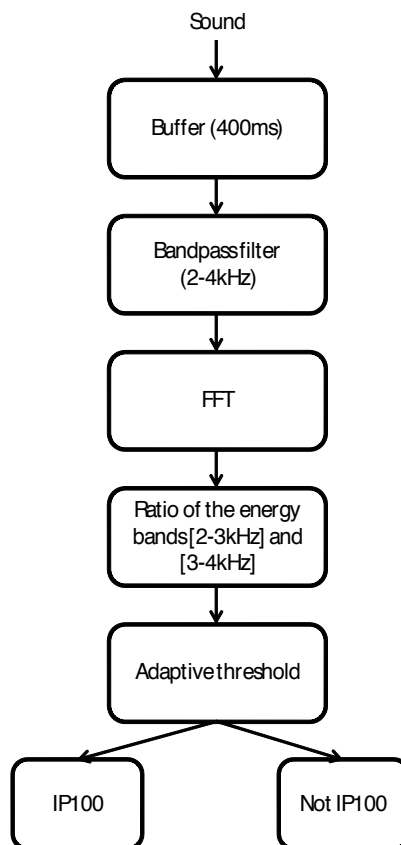 Sound
Buffer (400ms)
Bandpass filter
(2-4kHz)
FFT
Ratio of the energy
bands [2-3kHz] and
[3-4kHz]
Adaptive threshold
IP100
Not IP100